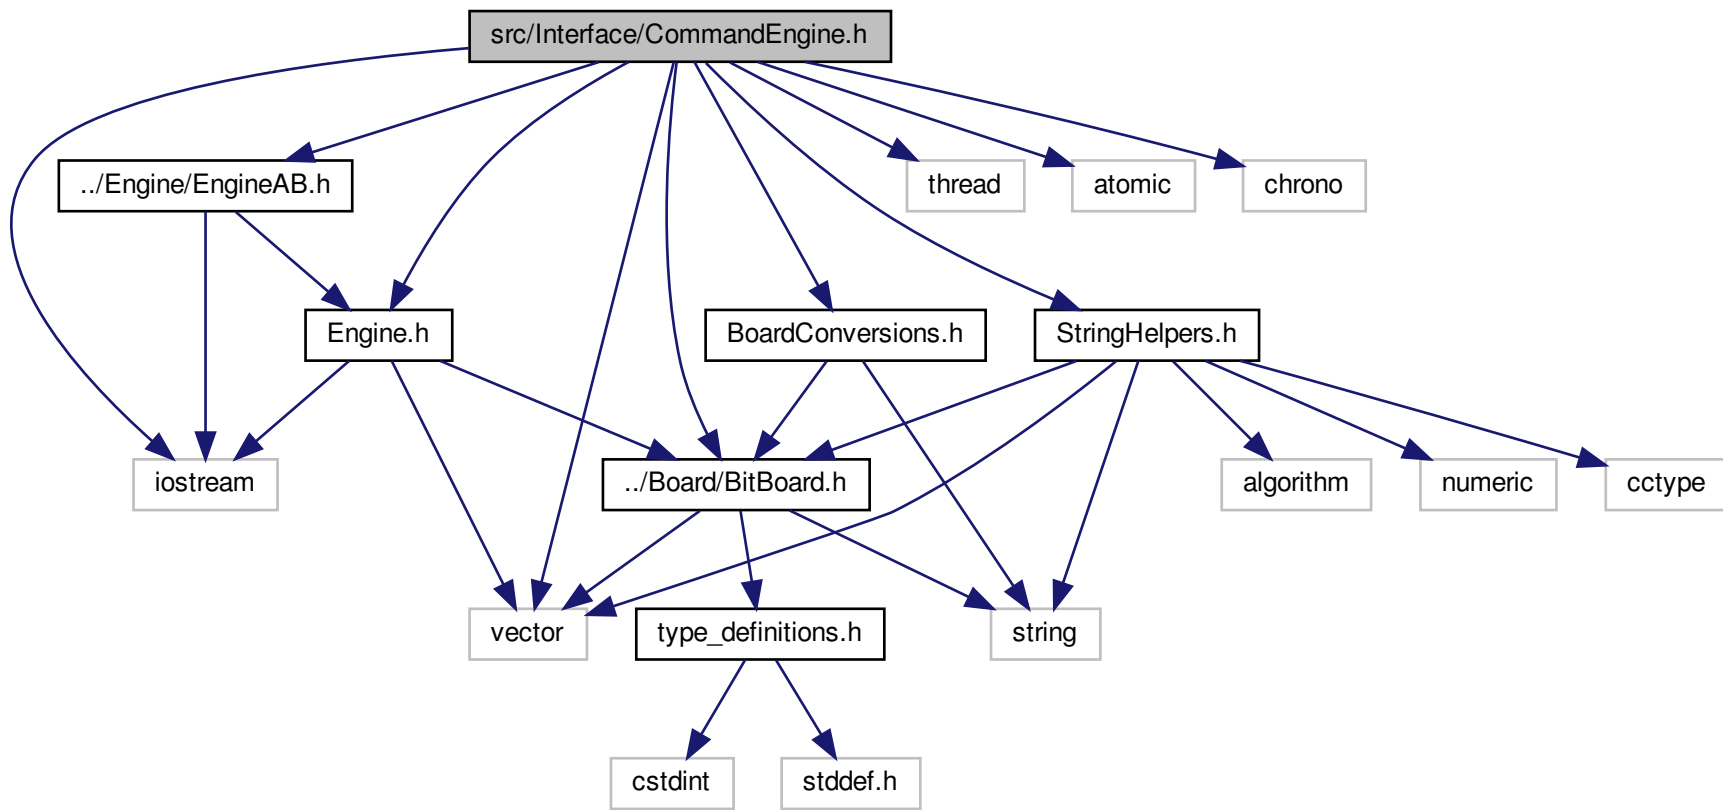 src/Interface/CommandEngine.h
../Engine/EngineAB.h
thread
atomic
chrono
Engine.h
BoardConversions.h
StringHelpers.h
iostream
../Board/BitBoard.h
algorithm
numeric
cctype
vector
type_definitions.h
string
cstdint
stddef.h